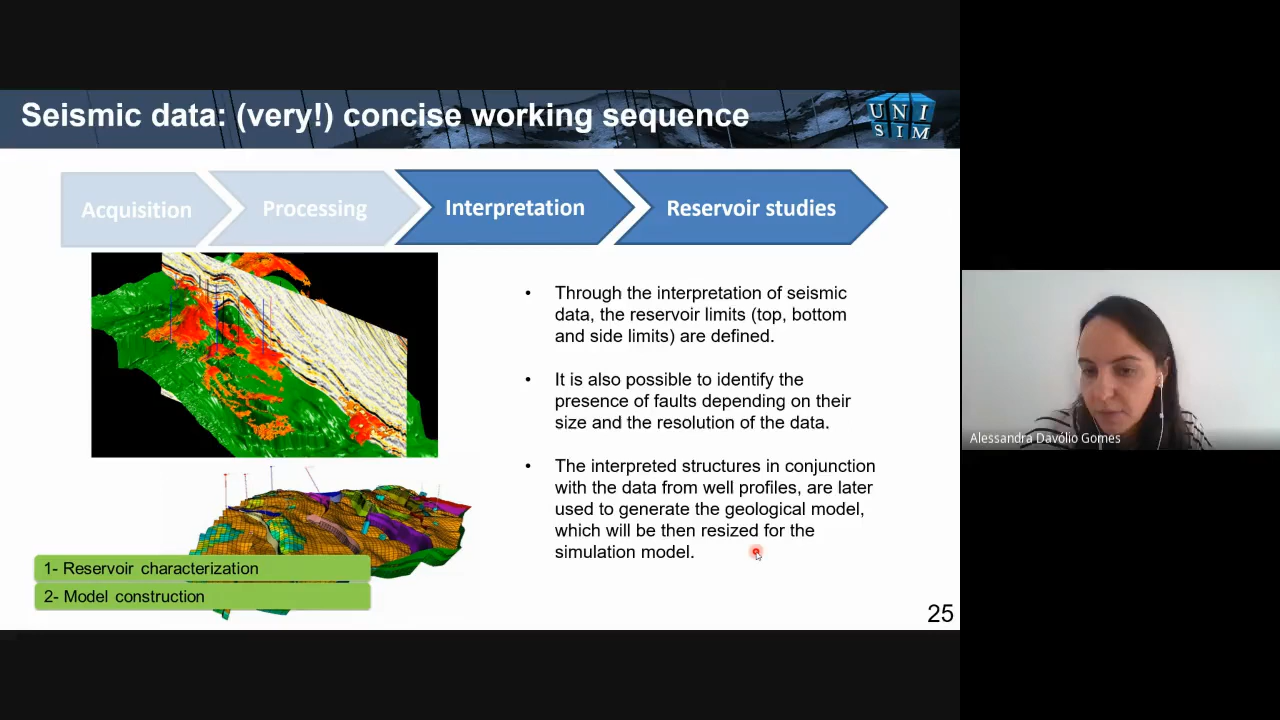 Seismic data: (very!) concise working sequence
UNI
SIM
Acquisition
Processing
Interpretation
Reservoir studies
• Through the interpretation of seismic
data, the reservoir limits (top, bottom
and side limits) are defined.
• It is also possible to identify the
presence of faults depending on their
size and the resolution of the data.
• The interpreted structures in conjunction
with the data from well profiles, are later
used to generate the geological model,
which will be then resized for the
simulation model.
1- Reservoir characterization
2- Model construction
25
Alessandra Davólio Gomes